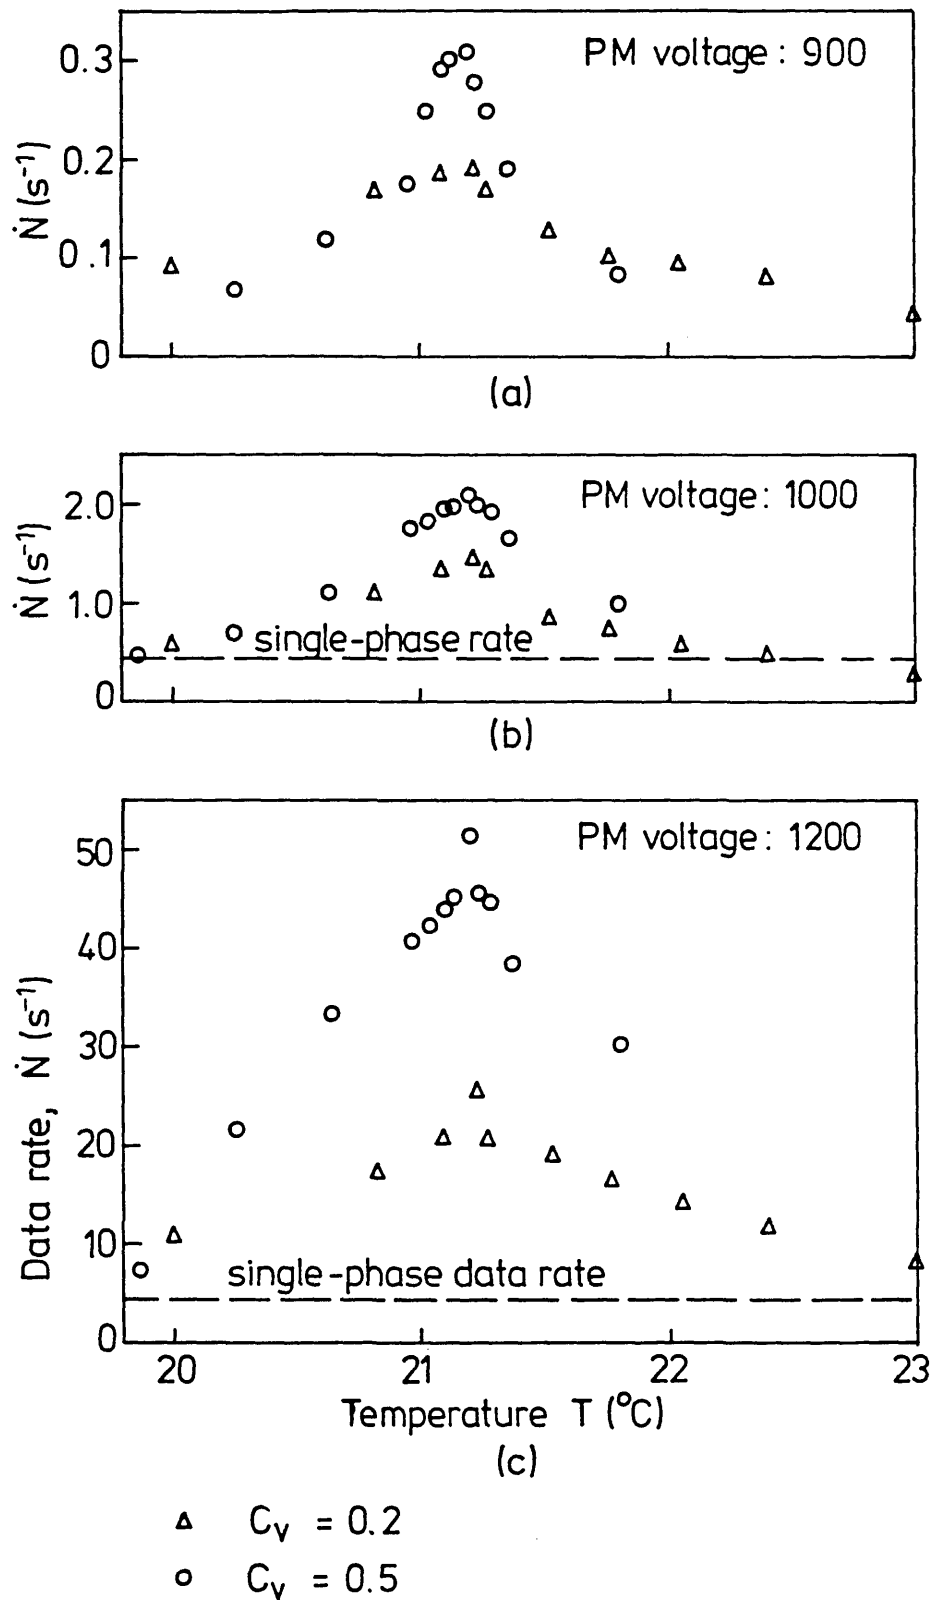 PM voltage: 900
0.3
0.2
0.1
0
Ṅ (s⁻¹)
(a)
PM voltage: 1000
2.0
1.0
0
Ṅ (s⁻¹)
single-phase rate
(b)
PM voltage: 1200
50
40
30
20
10
0
Data rate, Ṅ (s⁻¹)
single-phase data rate
20 21 22 23
Temperature T (°C)
(c)
△ Cᵥ = 0.2
○ Cᵥ = 0.5